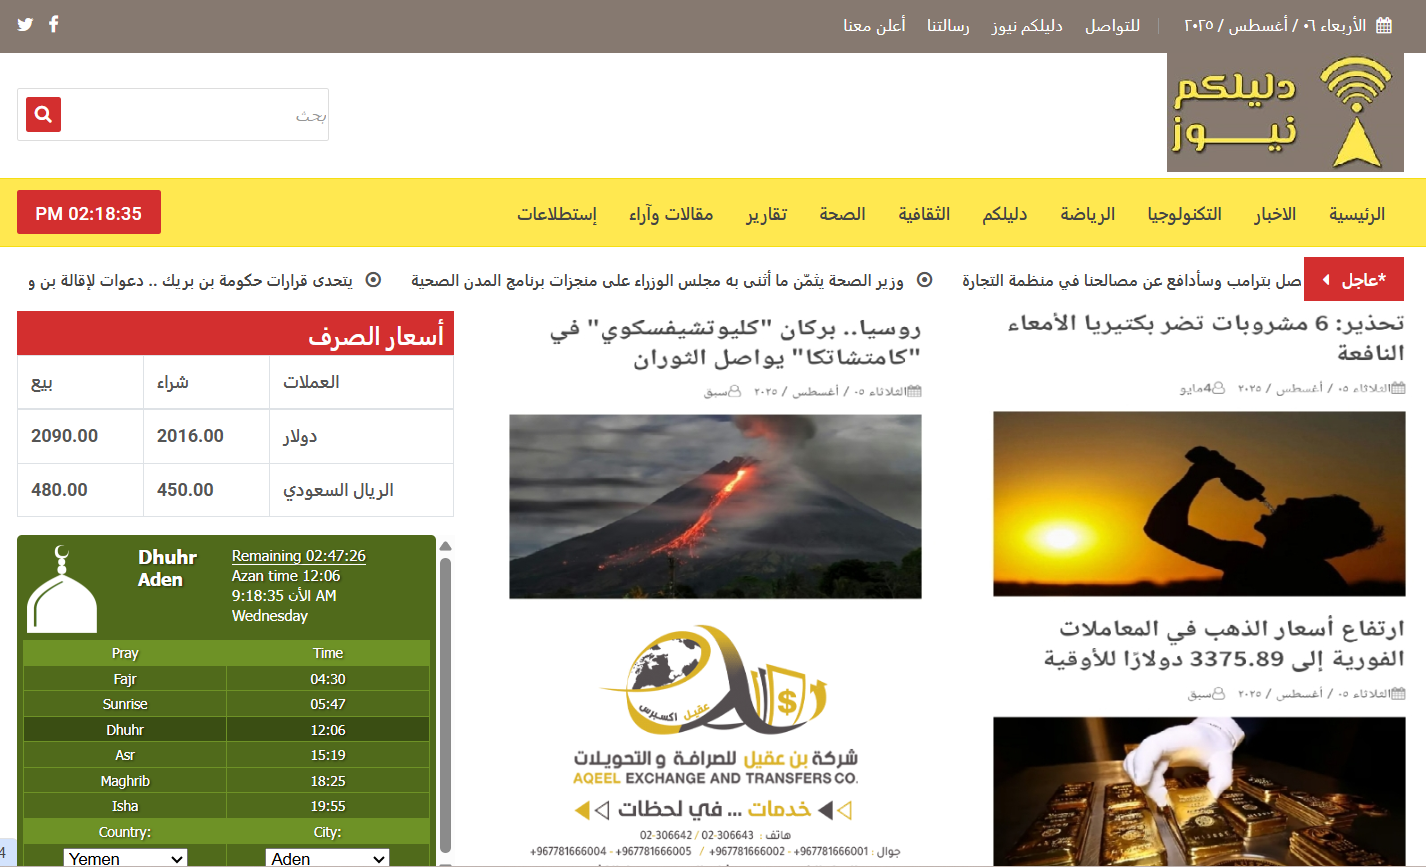 الأربعاء ٠٦ / أغسطس / ٢٠٢٥
للتواصل
دليلكم نيوز
رسالتنا
أعلن معنا
دليلكم
نيوز
بحث
الرئيسية
الاخبار
التكنولوجيا
الرياضة
دليلكم
الثقافية
الصحة
تقارير
مقالات وآراء
إستطلاعات
PM 02:18:35
*عاجل
صل بترامب وسأدافع عن مصالحنا في منظمة التجارة
وزير الصحة يثمّن ما أثنى به مجلس الوزراء على منجزات برنامج المدن الصحية
يتحدى قرارات حكومة بن بريك .. دعوات لإقالة بن و
تحذير: 6 مشروبات تضر بكتيريا الأمعاء
النافعة
الثلاثاء ٠٥ / أغسطس / ٢٠٢٥ 4مايو
ارتفاع أسعار الذهب في المعاملات
الفورية إلى 3375.89 دولارًا للأوقية
الثلاثاء ٠٥ / أغسطس / ٢٠٢٥ سبق
روسيا.. بركان "كليوتشيفسكوي" في
"كامتشاتكا" يواصل الثوران
الثلاثاء ٠٥ / أغسطس / ٢٠٢٥ سبق
عقيل اكسبرس
شركة بن عقيل للصرافة و التحويلات
AQEEL EXCHANGE AND TRANSFERS CO.
خدمات ... في لحظات
هاتف : 02-306643 / 02-306642
جوال : 967781666001+ - 967781666002+ / 967781666005+ - 967781666004+
أسعار الصرف
العملات شراء بيع
دولار 2016.00 2090.00
الريال السعودي 450.00 480.00
Dhuhr
Aden
Remaining 02:47:26
Azan time 12:06
9:18:35 الأن AM
Wednesday
Pray Time
Fajr 04:30
Sunrise 05:47
Dhuhr 12:06
Asr 15:19
Maghrib 18:25
Isha 19:55
Country: City:
Yemen Aden
4